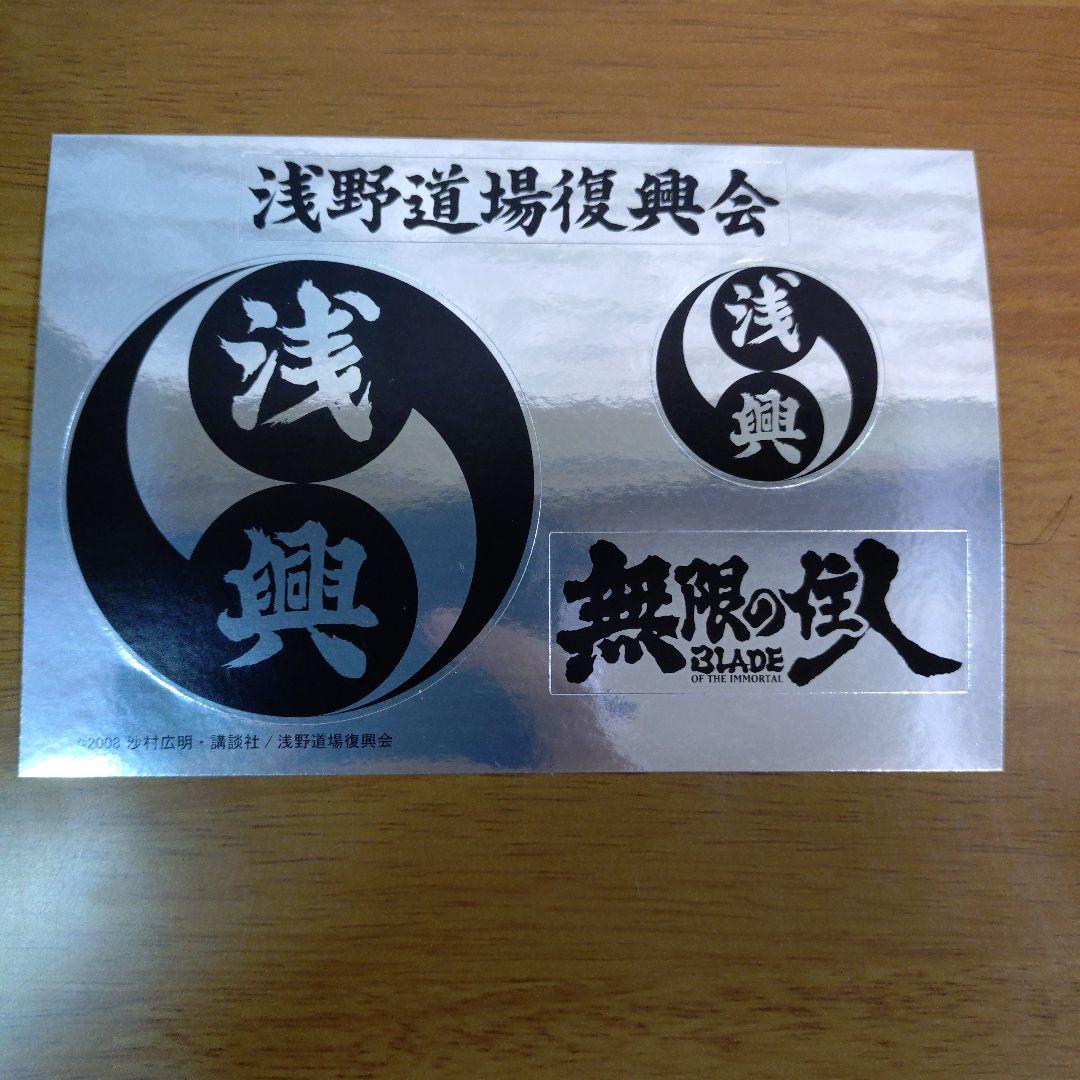 浅野道場復興会
浅
興
浅
興
無限の住人
BLADE
OF THE IMMORTAL
©2008 沙村広明・講談社 / 浅野道場復興会